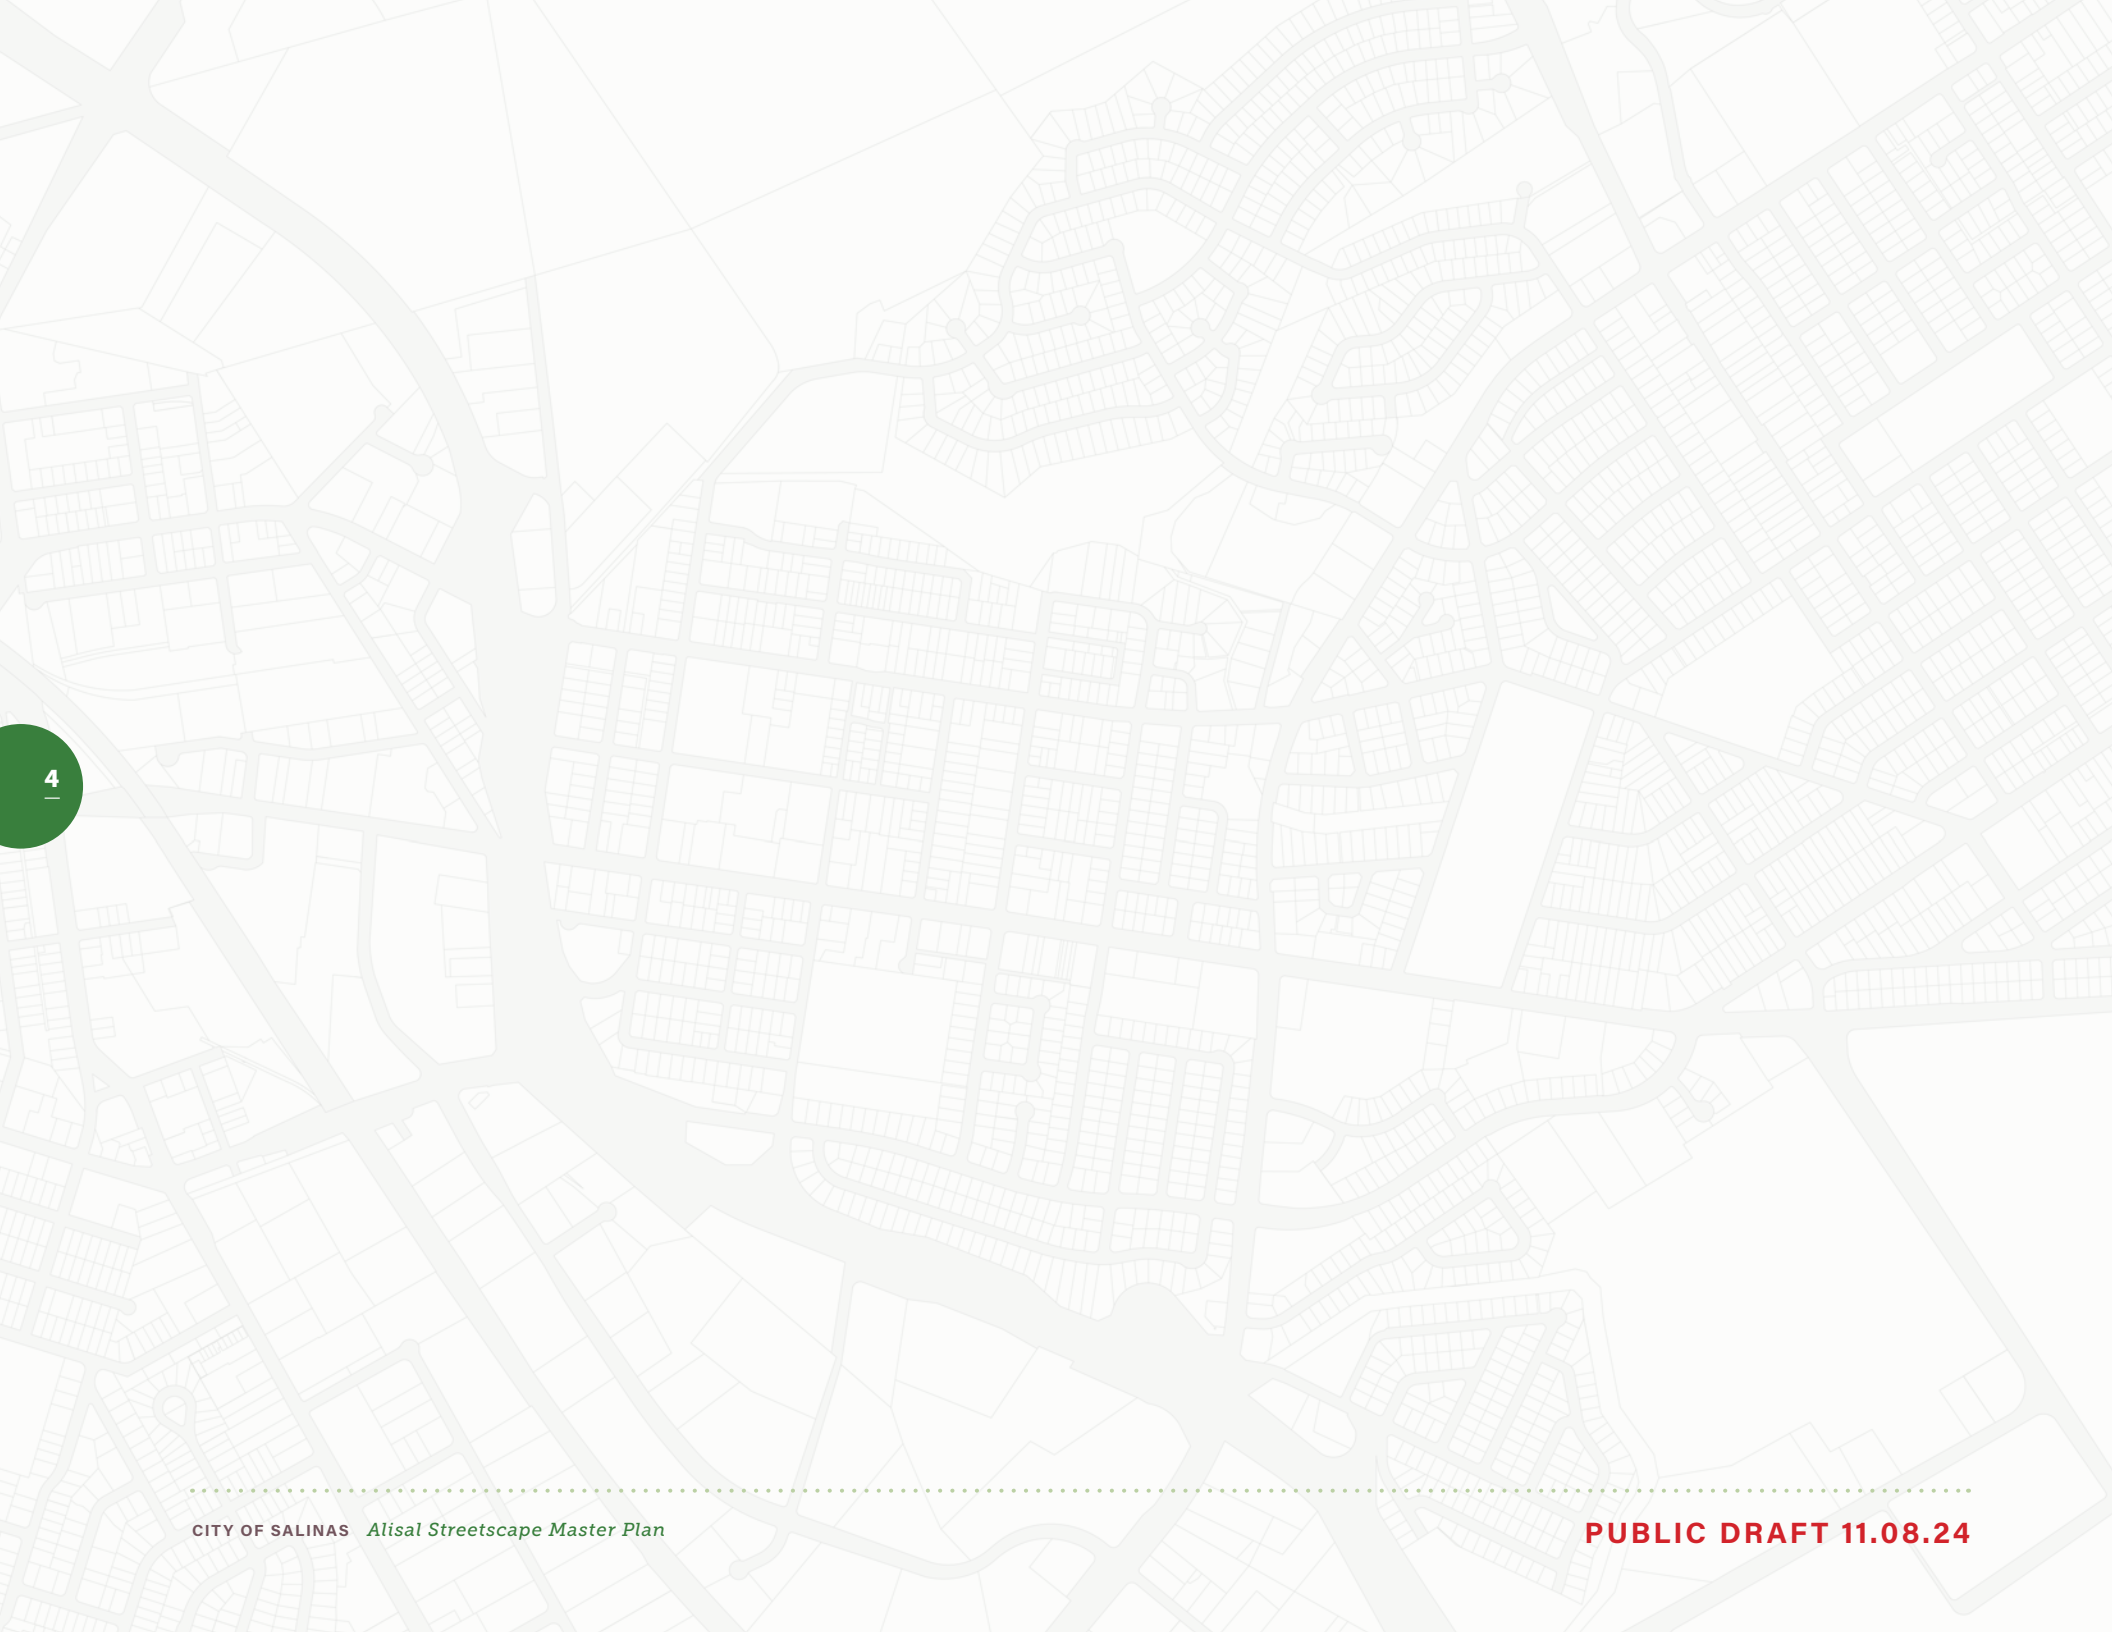 4
CITY OF SALINAS Alisal Streetscape Master Plan
PUBLIC DRAFT 11.08.24